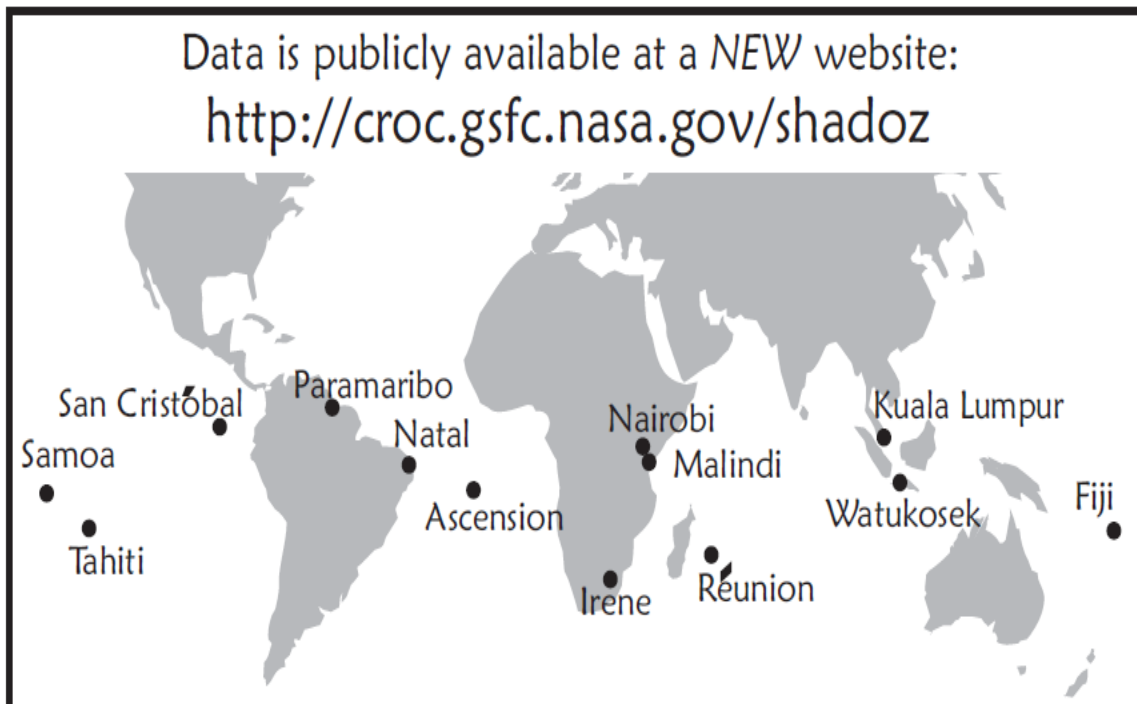 Data is publicly available at a NEW website:
http://croc.gsfc.nasa.gov/shadoz
Paramaribo
San Cristóbal
Kuala Lumpur
Nairobi
Natal
Samoa
Malindi
Fiji
Ascension
Watukosek
Tahiti
Réunion
Irene